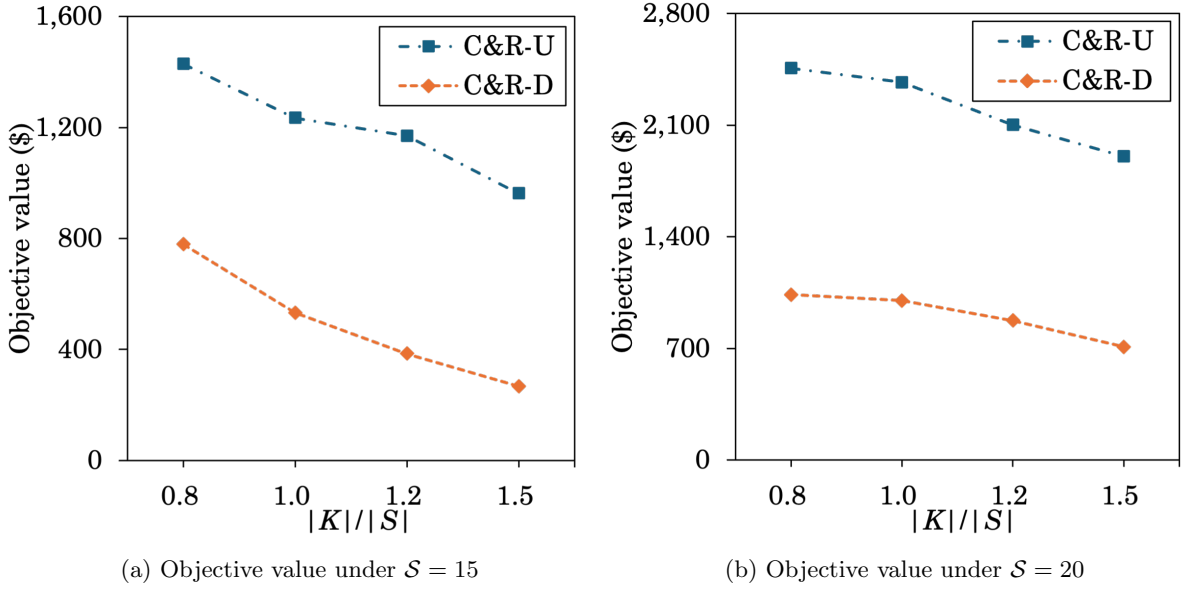 1,600
1,200
800
400
0
Objective value ($)
C&R-U
C&R-D
0.8 1.0 1.2 1.5
|K|/|S|
(a) Objective value under S = 15
2,800
2,100
1,400
700
0
Objective value ($)
C&R-U
C&R-D
0.8 1.0 1.2 1.5
|K|/|S|
(b) Objective value under S = 20